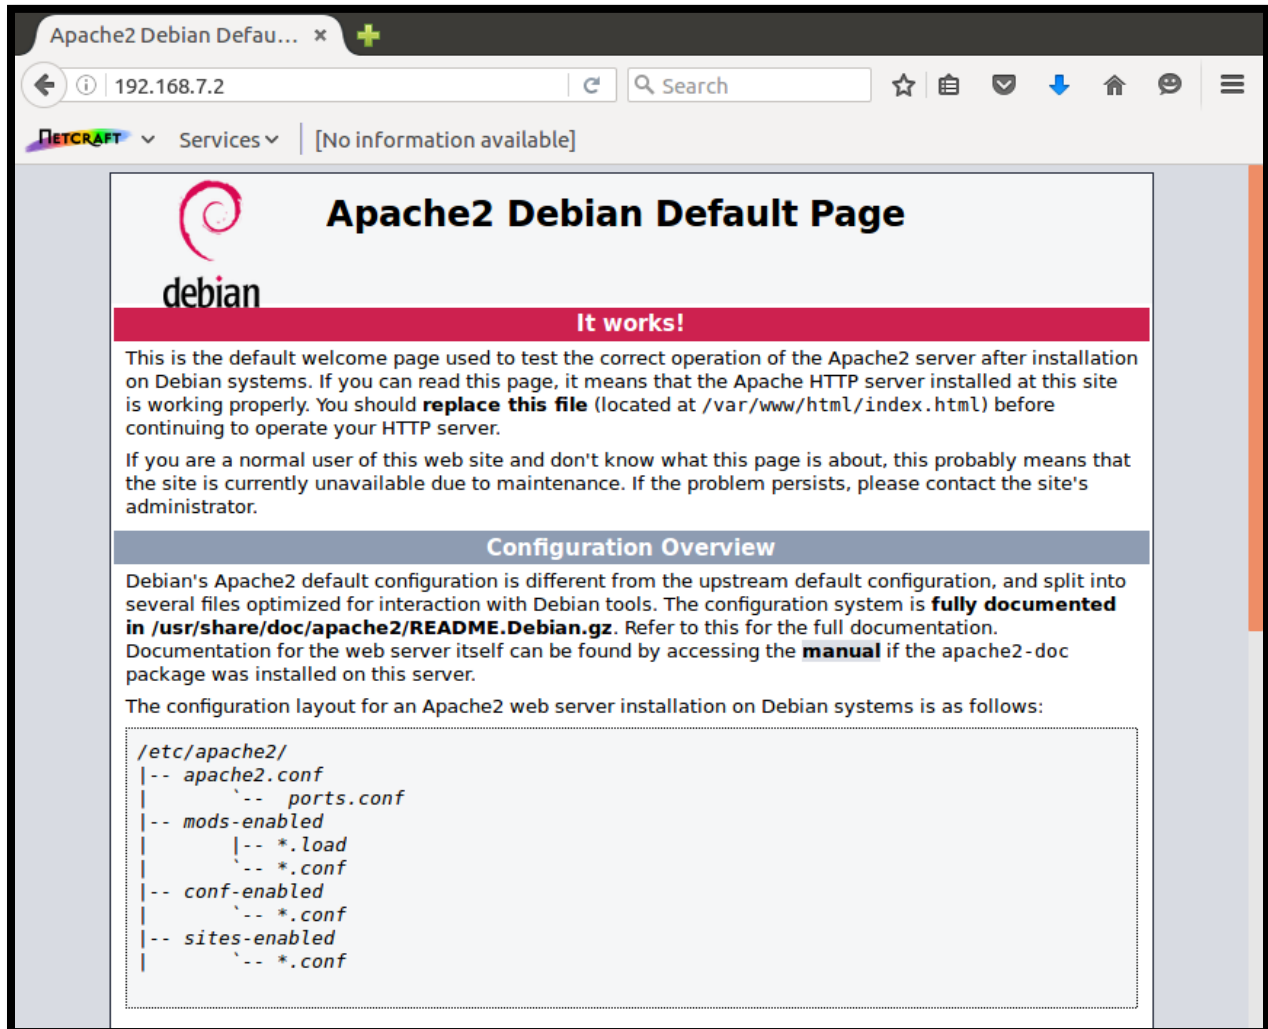 Apache2 Debian Defau...
192.168.7.2
Search
NETCRAFT Services [No information available]
debian
Apache2 Debian Default Page
It works!
This is the default welcome page used to test the correct operation of the Apache2 server after installation
on Debian systems. If you can read this page, it means that the Apache HTTP server installed at this site
is working properly. You should replace this file (located at /var/www/html/index.html) before
continuing to operate your HTTP server.
If you are a normal user of this web site and don't know what this page is about, this probably means that
the site is currently unavailable due to maintenance. If the problem persists, please contact the site's
administrator.
Configuration Overview
Debian's Apache2 default configuration is different from the upstream default configuration, and split into
several files optimized for interaction with Debian tools. The configuration system is fully documented
in /usr/share/doc/apache2/README.Debian.gz. Refer to this for the full documentation.
Documentation for the web server itself can be found by accessing the manual if the apache2-doc
package was installed on this server.
The configuration layout for an Apache2 web server installation on Debian systems is as follows:
/etc/apache2/
|-- apache2.conf
|       `--  ports.conf
|-- mods-enabled
|       |-- *.load
|       `-- *.conf
|-- conf-enabled
|       `-- *.conf
|-- sites-enabled
|       `-- *.conf